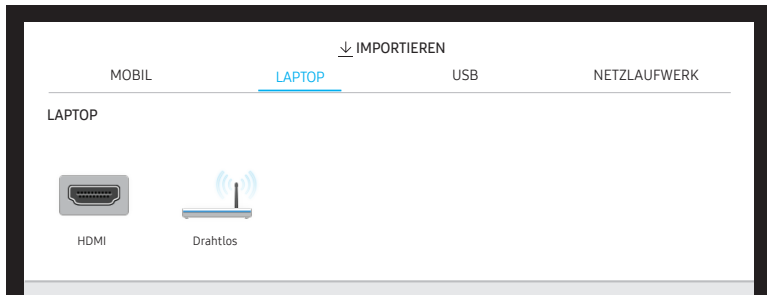 IMPORTIEREN
MOBIL LAPTOP USB NETZLAUFWERK
LAPTOP
HDMI Drahtlos